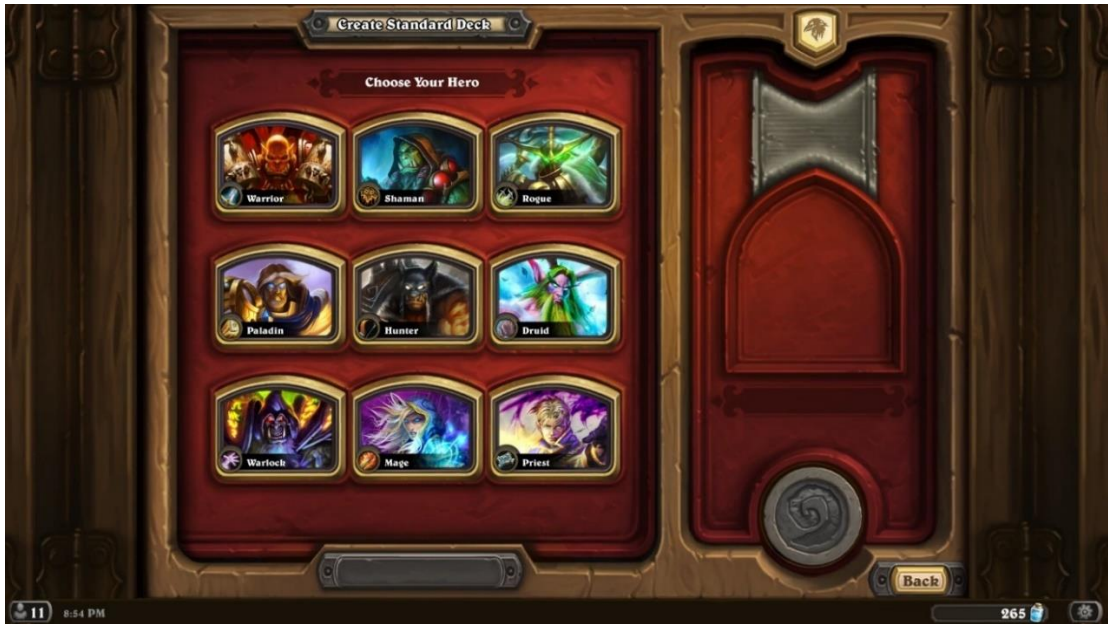 Create Standard Deck
Choose Your Hero
Warrior
Shaman
Rogue
Paladin
Hunter
Druid
Warlock
Mage
Priest
Back
11
8:54 PM
265